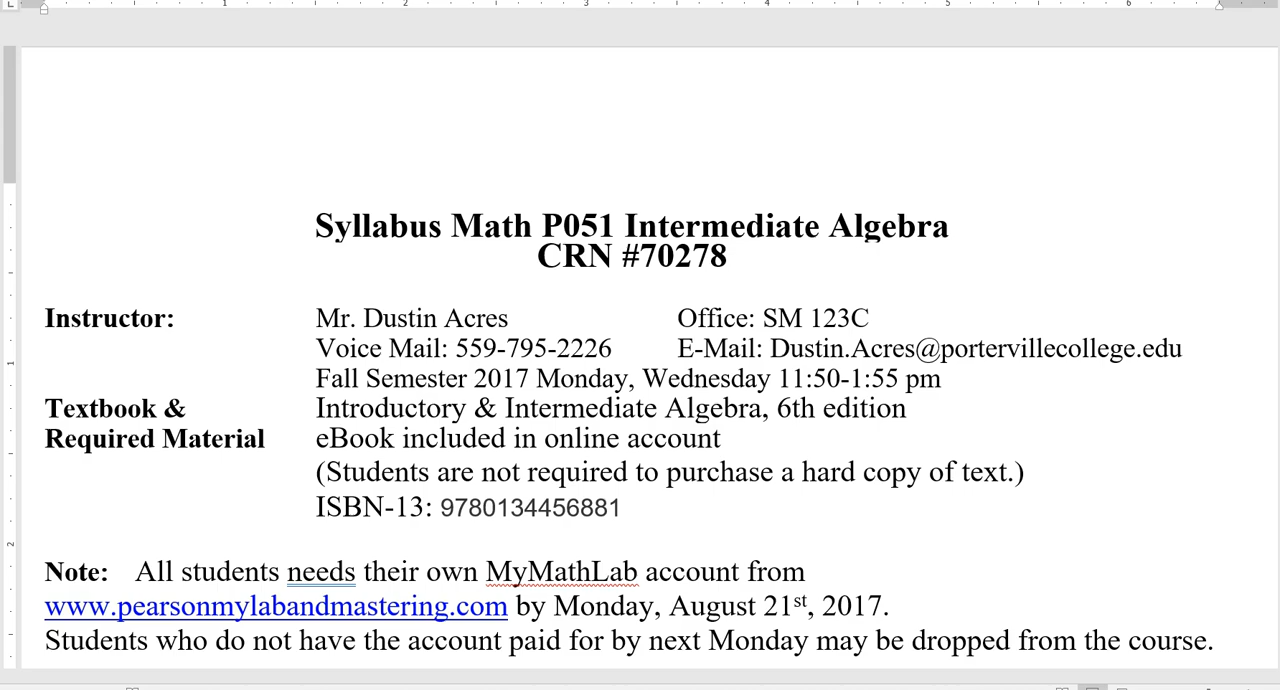 Syllabus Math P051 Intermediate Algebra
CRN #70278
Instructor: Mr. Dustin Acres Office: SM 123C
Voice Mail: 559-795-2226 E-Mail: Dustin.Acres@portervillecollege.edu
Fall Semester 2017 Monday, Wednesday 11:50-1:55 pm
Textbook & Introductory & Intermediate Algebra, 6th edition
Required Material eBook included in online account
(Students are not required to purchase a hard copy of text.)
ISBN-13: 9780134456881
Note: All students needs their own MyMathLab account from
www.pearsonmylabandmastering.com by Monday, August 21st, 2017.
Students who do not have the account paid for by next Monday may be dropped from the course.